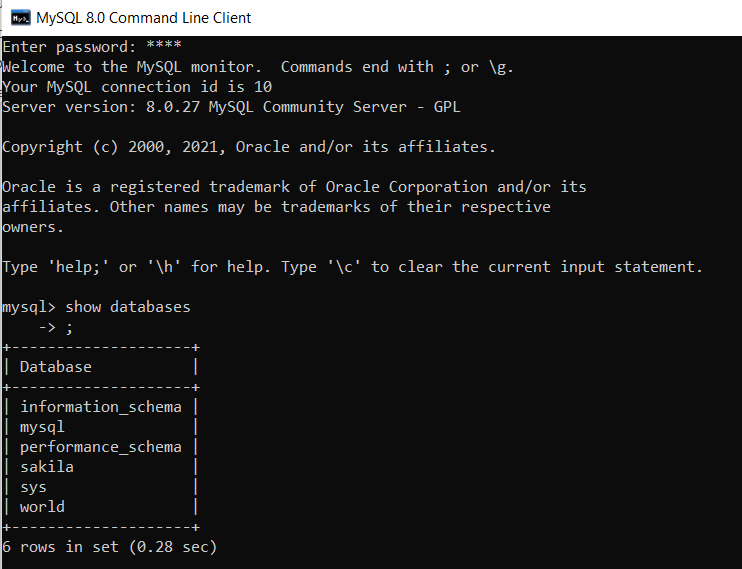 MySQL 8.0 Command Line Client
Enter password: ****
Welcome to the MySQL monitor.  Commands end with ; or \g.
Your MySQL connection id is 10
Server version: 8.0.27 MySQL Community Server - GPL

Copyright (c) 2000, 2021, Oracle and/or its affiliates.

Oracle is a registered trademark of Oracle Corporation and/or its
affiliates. Other names may be trademarks of their respective
owners.

Type 'help;' or '\h' for help. Type '\c' to clear the current input statement.

mysql> show databases
    -> ;
+--------------------+
| Database           |
+--------------------+
| information_schema |
| mysql              |
| performance_schema |
| sakila             |
| sys                |
| world              |
+--------------------+
6 rows in set (0.28 sec)